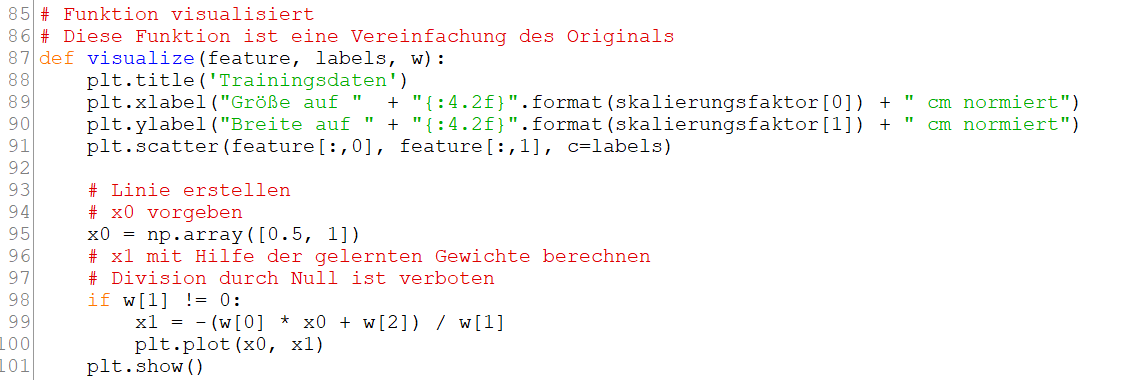 85 # Funktion visualisiert
86 # Diese Funktion ist eine Vereinfachung des Originals
87 def visualize(feature, labels, w):
88     plt.title('Trainingsdaten')
89     plt.xlabel("Größe auf "  + "{:4.2f}".format(skalierungsfaktor[0]) + " cm normiert")
90     plt.ylabel("Breite auf " + "{:4.2f}".format(skalierungsfaktor[1]) + " cm normiert")
91     plt.scatter(feature[:,0], feature[:,1], c=labels)
92
93     # Linie erstellen
94     # x0 vorgeben
95     x0 = np.array([0.5, 1])
96     # x1 mit Hilfe der gelernten Gewichte berechnen
97     # Division durch Null ist verboten
98     if w[1] != 0:
99         x1 = -(w[0] * x0 + w[2]) / w[1]
100         plt.plot(x0, x1)
101     plt.show()